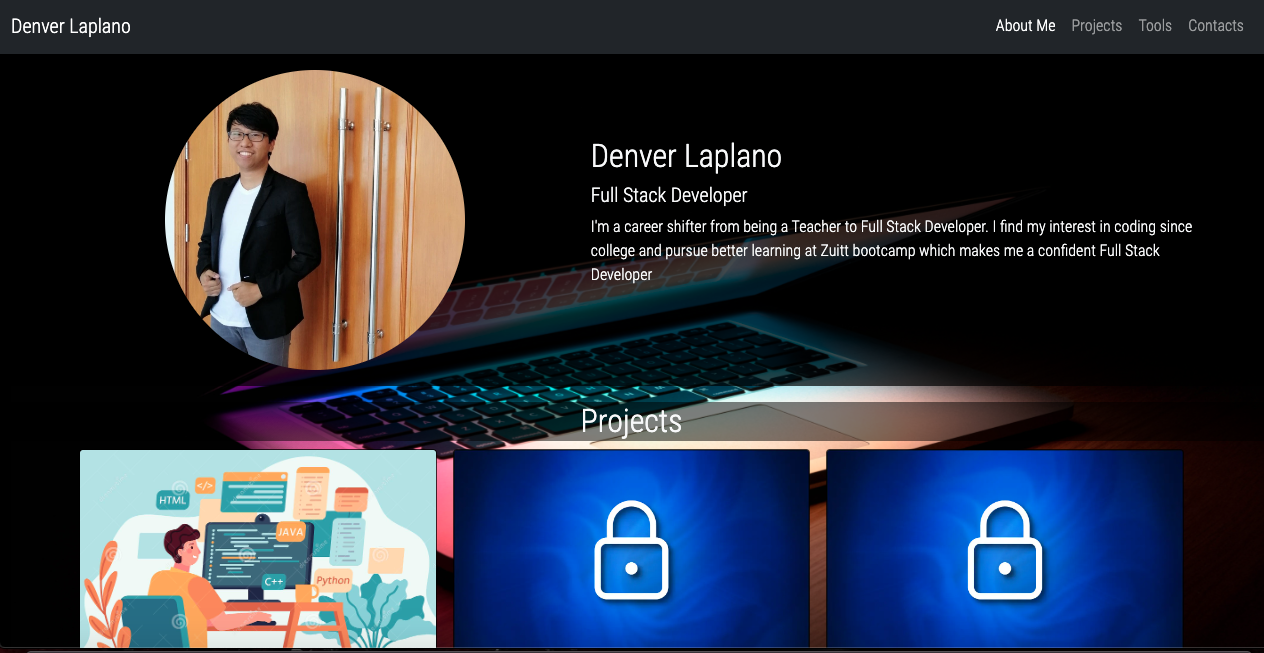 Denver Laplano
About Me Projects Tools Contacts
Denver Laplano
Full Stack Developer
I'm a career shifter from being a Teacher to Full Stack Developer. I find my interest in coding since
college and pursue better learning at Zuitt bootcamp which makes me a confident Full Stack
Developer
Projects
HTML
</>
JAVA
C++
Python